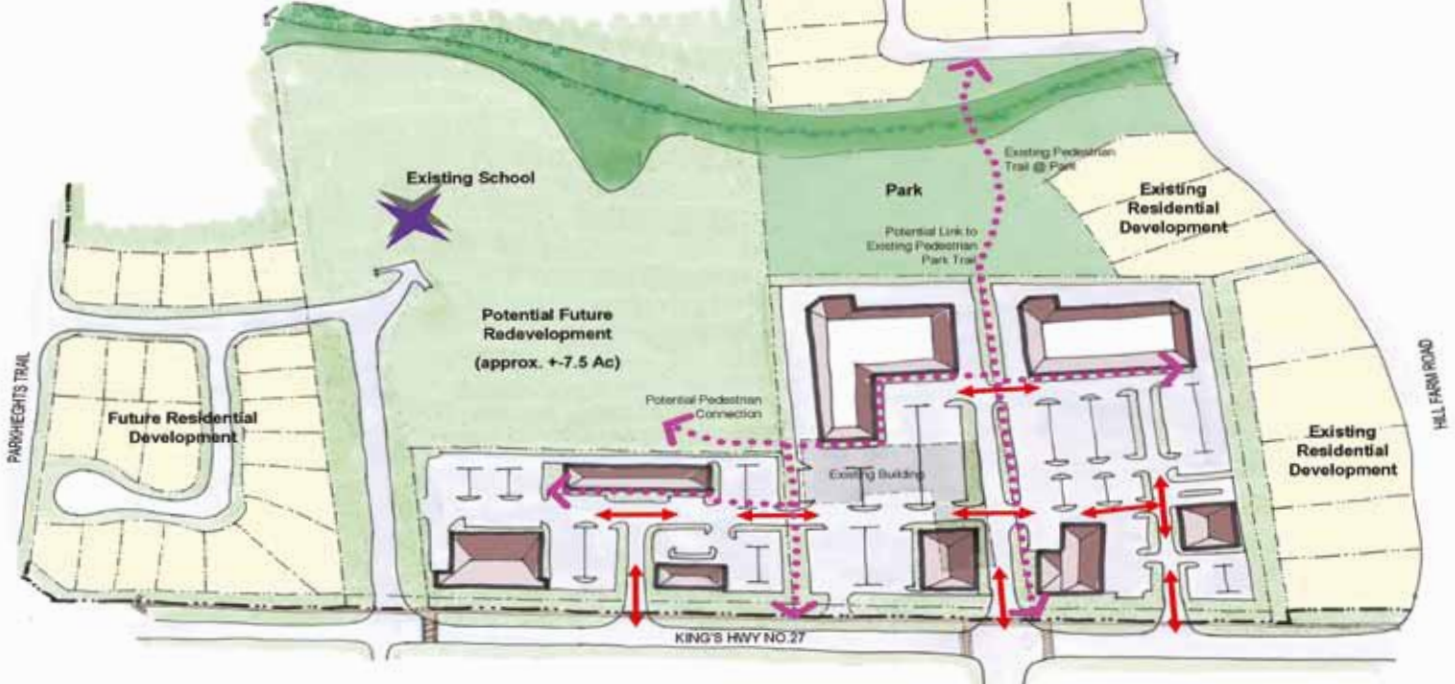 Existing School
Existing Pedestrian
Trail @ Park
Park
Existing
Residential
Development
Potential Link to
Existing Pedestrian
Park Trail
Potential Future
Redevelopment
(approx. +-7.5 Ac)
PARKHEIGHTS TRAIL
HILL FARM ROAD
Potential Pedestrian
Connection
Future Residential
Development
Existing
Residential
Development
Existing Building
KING'S HWY NO.27